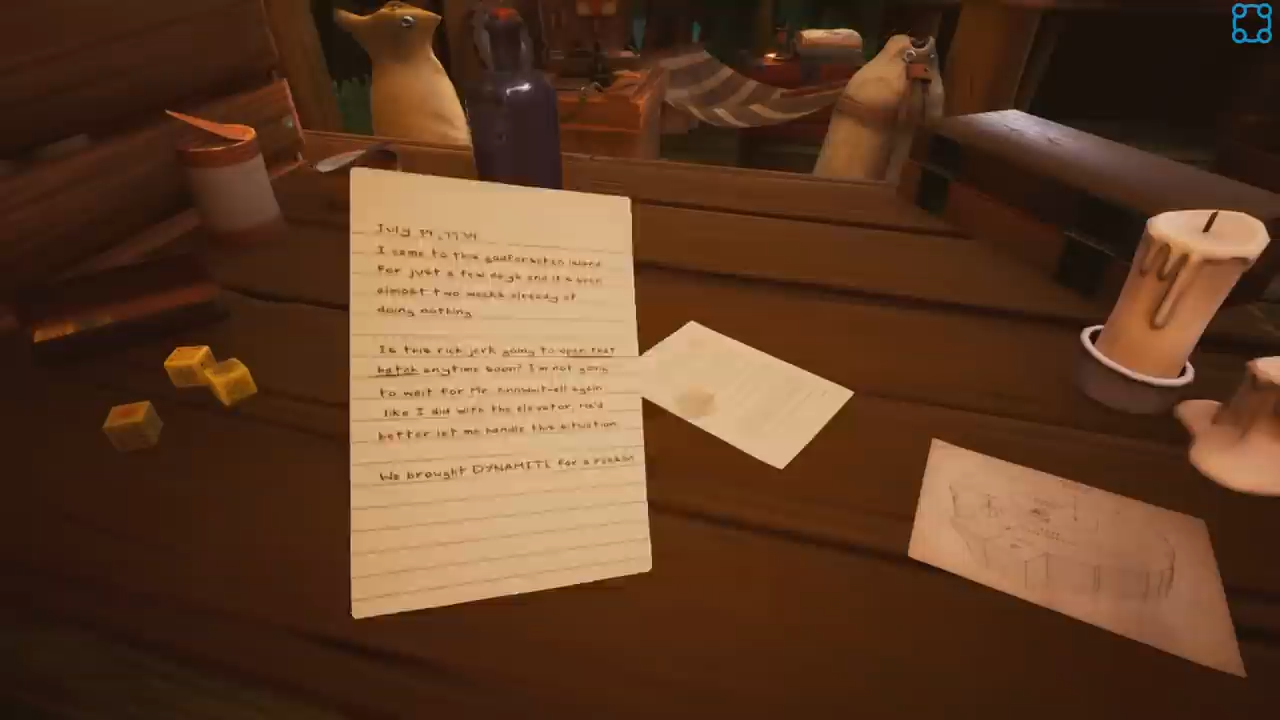 July
I came to this godforsaken island
for just a few days and it's been
almost two weeks already of
doing nothing
Is this rich jerk going to open that
hatch anytime soon? I'm not going
to wait for Mr.         again
like I did with the elevator, He'd
better let me handle this situation
We brought DYNAMITE for a reason